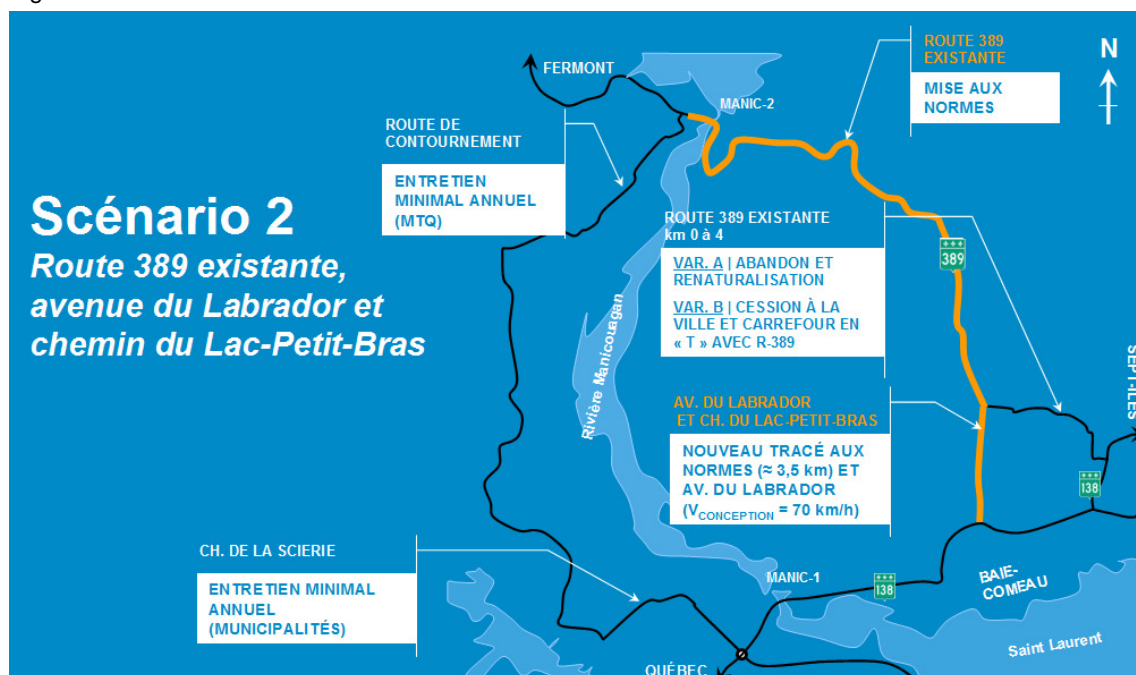 Scénario 2
Route 389 existante,
avenue du Labrador et
chemin du Lac-Petit-Bras
FERMONT
MANIC-2
ROUTE 389
EXISTANTE
MISE AUX
NORMES
N
ROUTE DE
CONTOURNEMENT
ENTRETIEN
MINIMAL ANNUEL
(MTQ)
ROUTE 389 EXISTANTE
km 0 à 4
VAR. A | ABANDON ET
RENATURALISATION
VAR. B | CESSION À LA
VILLE ET CARREFOUR EN
« T » AVEC R-389
389
Rivière Manicouagan
SEPT-ILES
AV. DU LABRADOR
ET CH. DU LAC-PETIT-BRAS
NOUVEAU TRACÉ AUX
NORMES (≈ 3,5 km) ET
AV. DU LABRADOR
(VCONCEPTION = 70 km/h)
138
CH. DE LA SCIERIE
ENTRETIEN MINIMAL
ANNUEL
(MUNICIPALITÉS)
MANIC-1
138
BAIE-
COMEAU
Saint Laurent
QUÉBEC